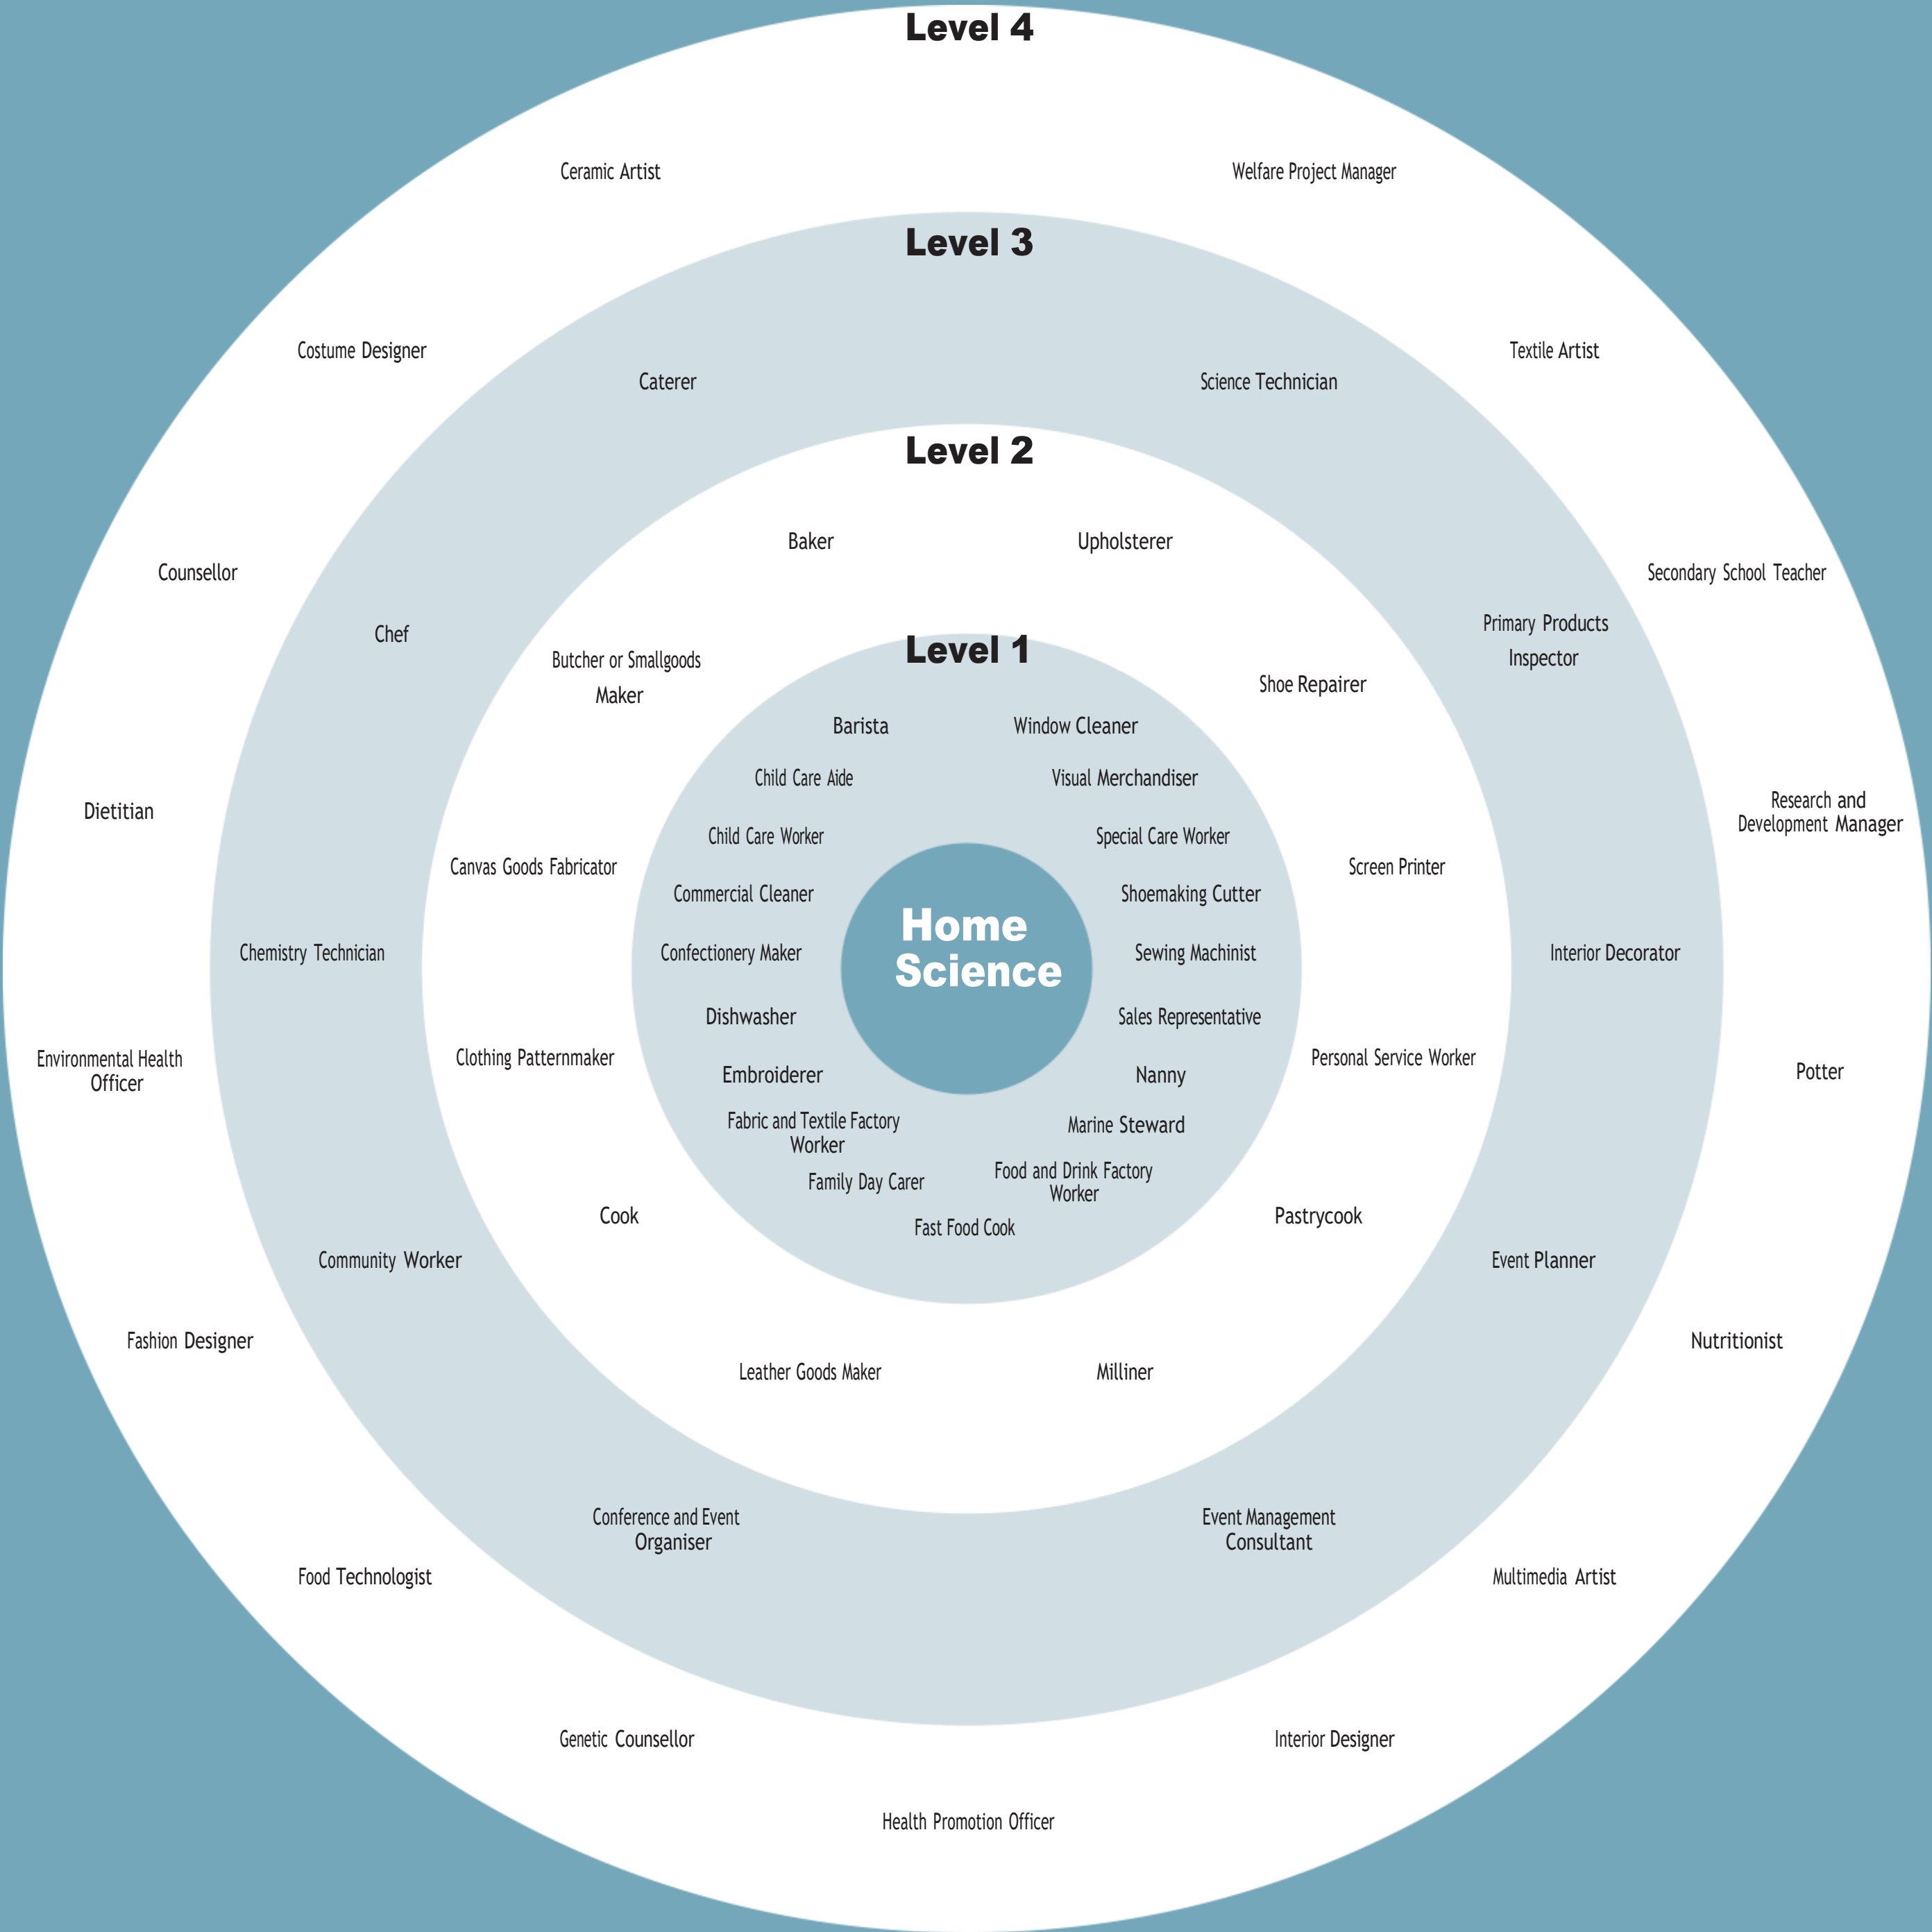 Level 4
Ceramic Artist
Welfare Project Manager
Level 3
Costume Designer
Textile Artist
Caterer
Science Technician
Level 2
Baker
Upholsterer
Counsellor
Secondary School Teacher
Chef
Primary Products
Inspector
Level 1
Butcher or Smallgoods
Maker
Shoe Repairer
Barista
Window Cleaner
Child Care Aide
Visual Merchandiser
Dietitian
Research and
Development Manager
Child Care Worker
Special Care Worker
Canvas Goods Fabricator
Screen Printer
Commercial Cleaner
Shoemaking Cutter
Home
Science
Chemistry Technician
Confectionery Maker
Sewing Machinist
Interior Decorator
Dishwasher
Sales Representative
Environmental Health
Officer
Clothing Patternmaker
Personal Service Worker
Potter
Embroiderer
Nanny
Fabric and Textile Factory
Worker
Marine Steward
Family Day Carer
Food and Drink Factory
Worker
Cook
Fast Food Cook
Pastrycook
Community Worker
Event Planner
Fashion Designer
Nutritionist
Leather Goods Maker
Milliner
Conference and Event
Organiser
Event Management
Consultant
Food Technologist
Multimedia Artist
Genetic Counsellor
Interior Designer
Health Promotion Officer